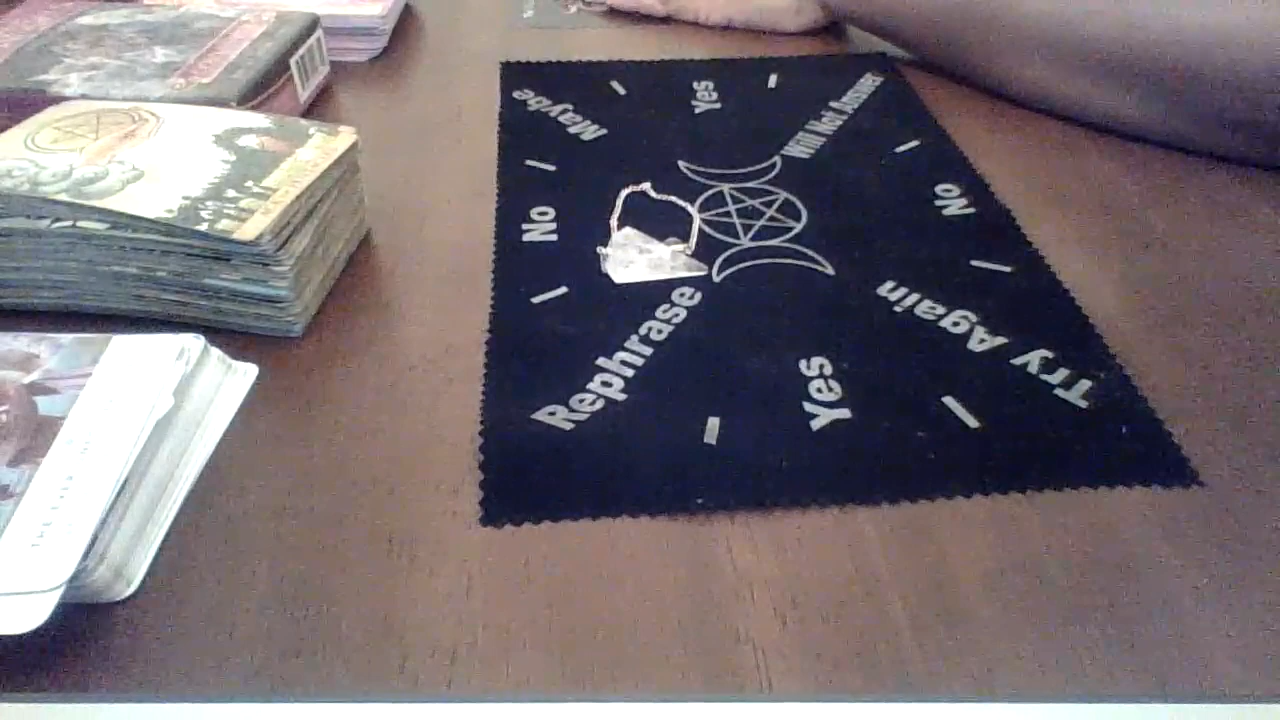 Maybe
Yes
Will Not Answer
No
No
Rephrase
Yes
Try Again